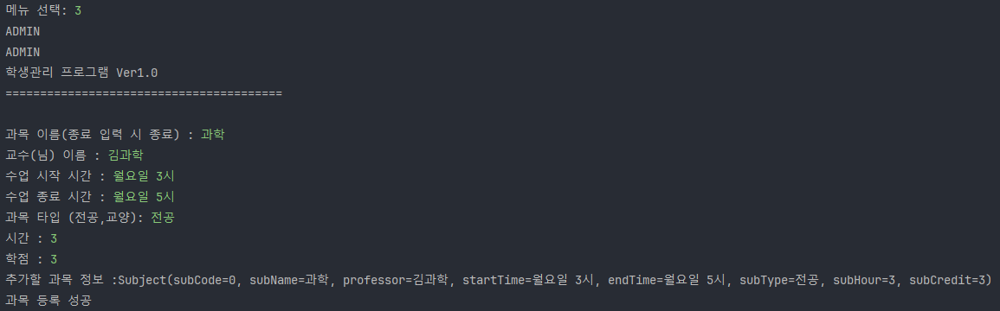 메뉴 선택: 3
ADMIN
ADMIN
학생관리 프로그램 Ver1.0
========================================
과목 이름(종료 입력 시 종료) : 과학
교수(님) 이름 : 김과학
수업 시작 시간 : 월요일 3시
수업 종료 시간 : 월요일 5시
과목 타입 (전공,교양): 전공
시간 : 3
학점 : 3
추가할 과목 정보 :Subject(subCode=0, subName=과학, professor=김과학, startTime=월요일 3시, endTime=월요일 5시, subType=전공, subHour=3, subCredit=3)
과목 등록 성공